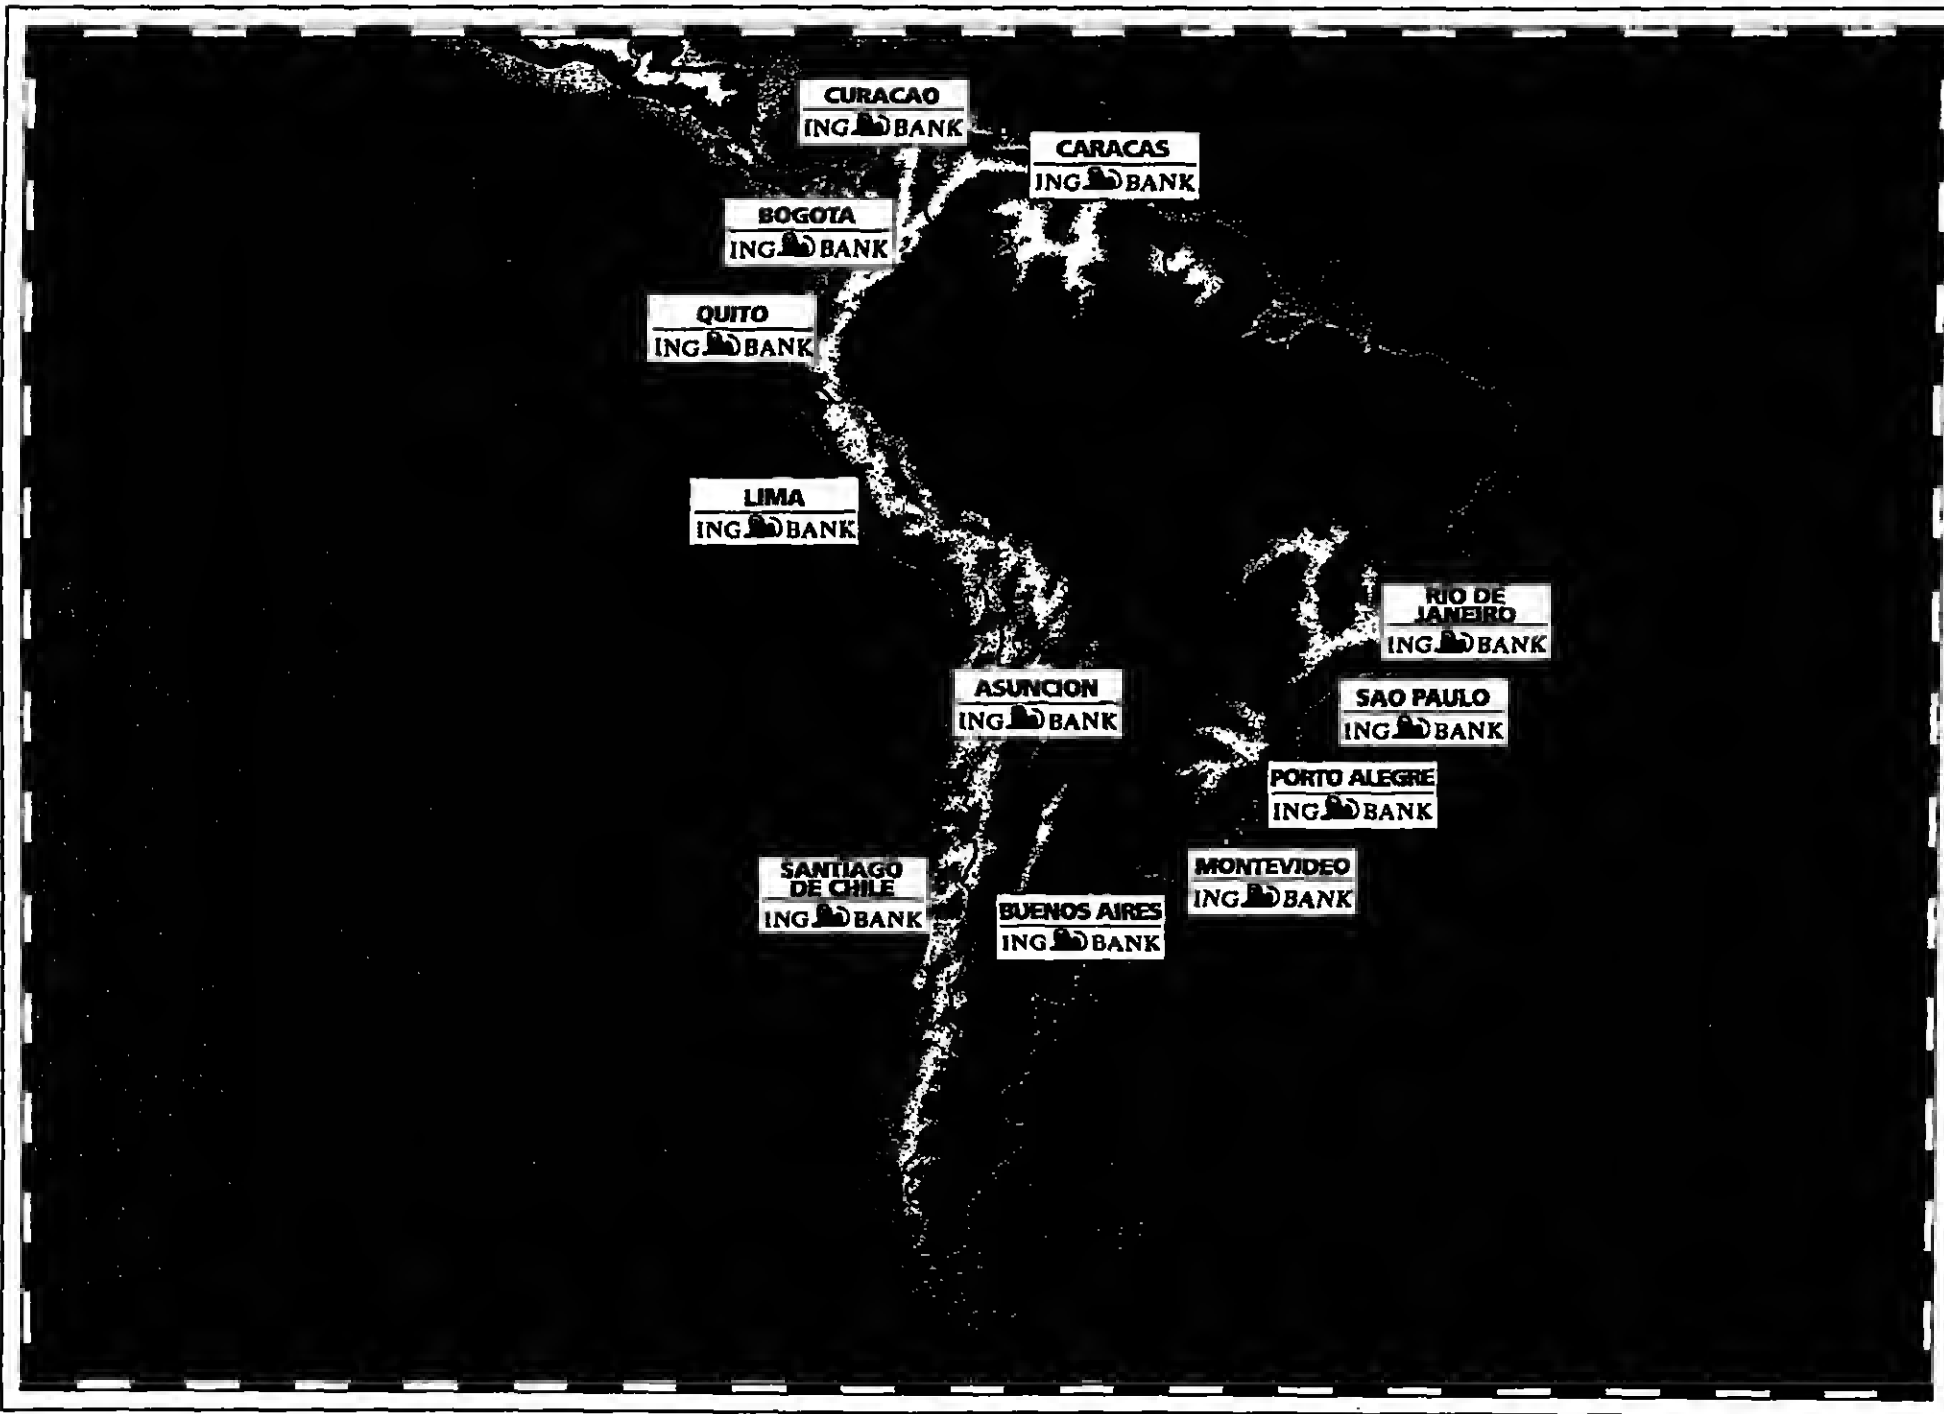 CURACAO
ING BANK
CARACAS
ING BANK
BOGOTA
ING BANK
QUITO
ING BANK
LIMA
ING BANK
RIO DE
JANEIRO
ING BANK
ASUNCION
ING BANK
SAO PAULO
ING BANK
PORTO ALEGRE
ING BANK
MONTEVIDEO
ING BANK
SANTIAGO
DE CHILE
ING BANK
BUENOS AIRES
ING BANK